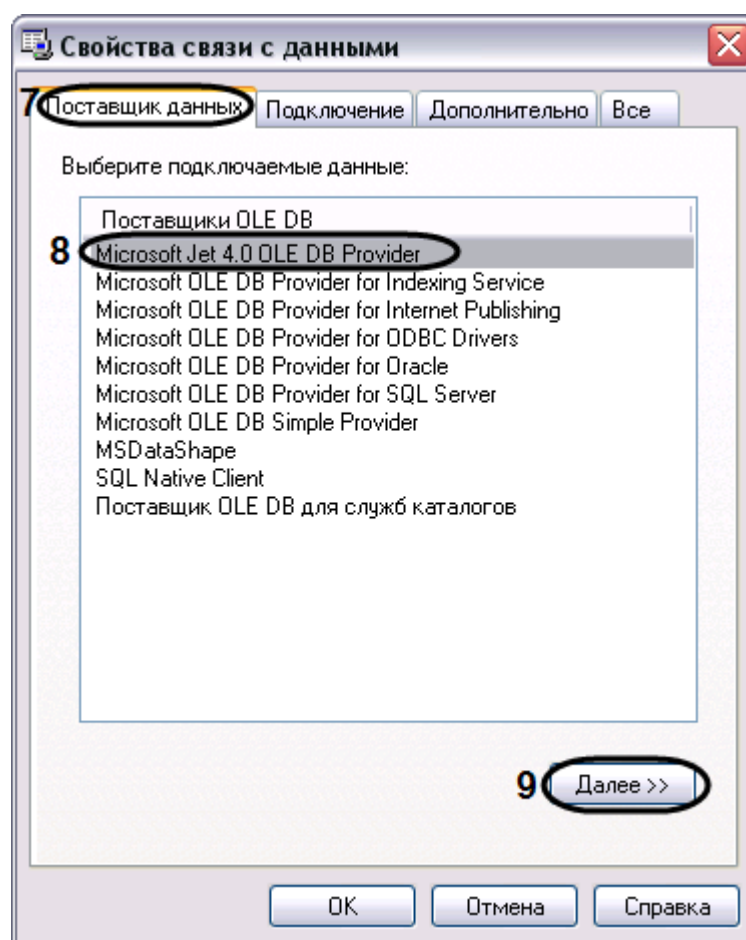 Свойства связи с данными
7 Поставщик данных Подключение Дополнительно Все
Выберите подключаемые данные:
Поставщики OLE DB
8 Microsoft Jet 4.0 OLE DB Provider
Microsoft OLE DB Provider for Indexing Service
Microsoft OLE DB Provider for Internet Publishing
Microsoft OLE DB Provider for ODBC Drivers
Microsoft OLE DB Provider for Oracle
Microsoft OLE DB Provider for SQL Server
Microsoft OLE DB Simple Provider
MSDataShape
SQL Native Client
Поставщик OLE DB для служб каталогов
9 Далее >>
OK Отмена Справка